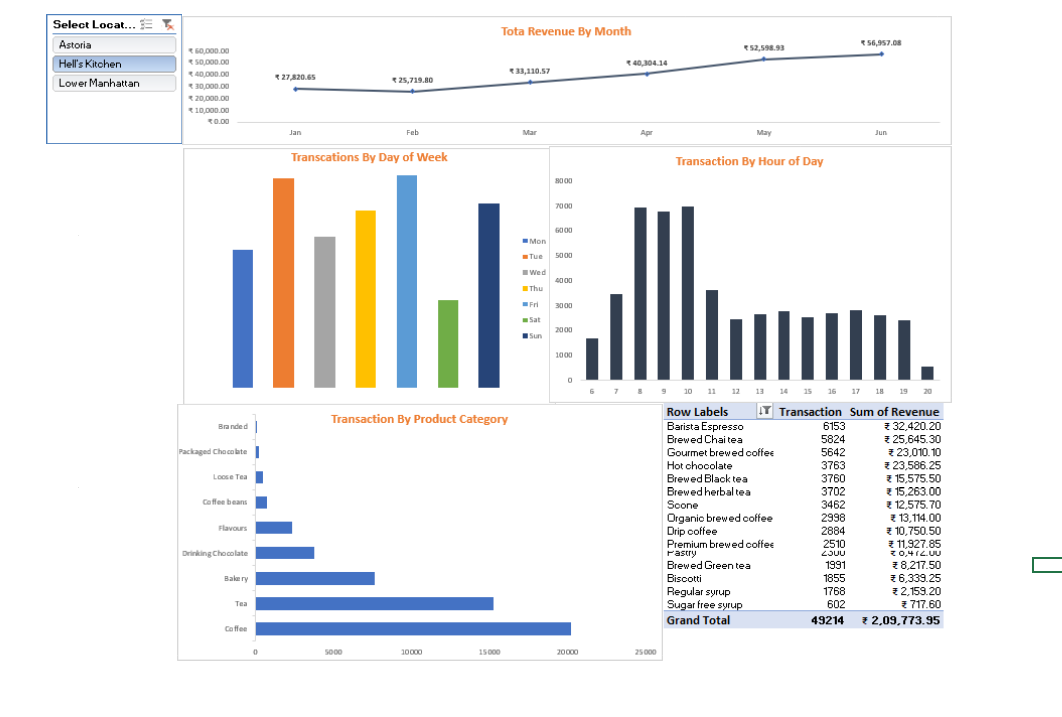 Select Locat...
Astoria
Hell's Kitchen
Lower Manhattan
Tota Revenue By Month
₹ 60,000.00
₹ 50,000.00
₹ 40,000.00
₹ 30,000.00
₹ 20,000.00
₹ 10,000.00
₹ 0.00
₹ 27,820.65
₹ 25,719.80
₹ 33,110.57
₹ 40,304.14
₹ 52,598.93
₹ 56,957.08
Jan Feb Mar Apr May Jun
Transcations By Day of Week
Mon
Tue
Wed
Thu
Fri
Sat
Sun
Transaction By Hour of Day
8000
7000
6000
5000
4000
3000
2000
1000
0
6 7 8 9 10 11 12 13 14 15 16 17 18 19 20
Transaction By Product Category
Branded
Packaged Chocolate
Loose Tea
Coffee beans
Flavours
Drinking Chocolate
Bakery
Tea
Coffee
0 5000 10000 15000 20000 25000
Row Labels Transaction Sum of Revenue
Barista Espresso 6153 ₹ 32,420.20
Brewed Chai tea 5824 ₹ 25,645.30
Gourmet brewed coffee 5642 ₹ 23,010.10
Hot chocolate 3763 ₹ 23,586.25
Brewed Black tea 3760 ₹ 15,575.50
Brewed herbal tea 3702 ₹ 15,263.00
Scone 3462 ₹ 12,575.70
Organic brewed coffee 2998 ₹ 13,114.00
Drip coffee 2884 ₹ 10,750.50
Premium brewed coffee 2510 ₹ 11,927.85
Pastry
Brewed Green tea 1991 ₹ 8,217.50
Biscotti 1855 ₹ 6,339.25
Regular syrup 1768 ₹ 2,159.20
Sugar free syrup 602 ₹ 717.60
Grand Total 49214 ₹ 2,09,773.95